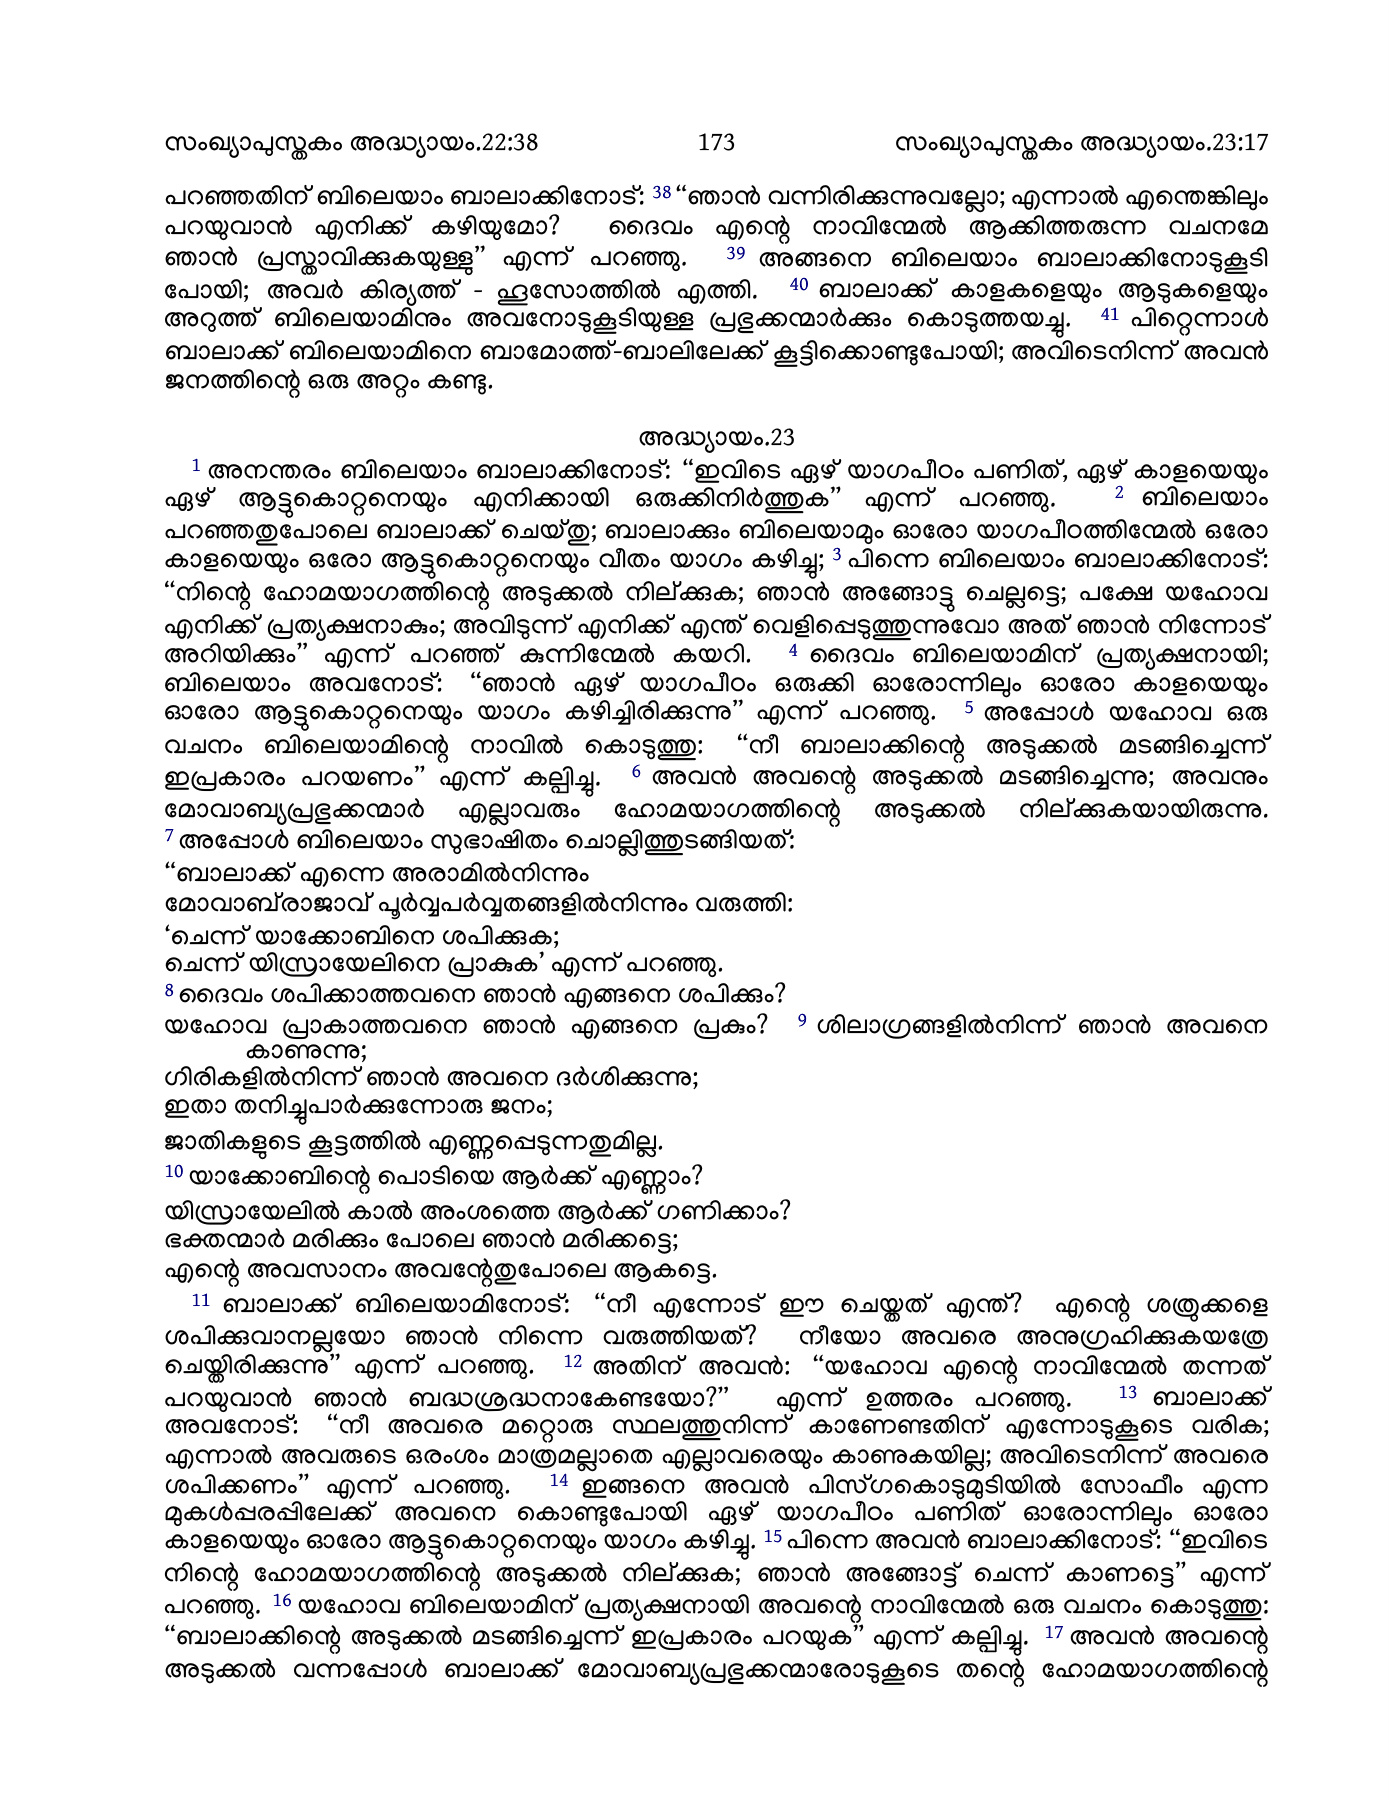 സംഖ്യാപുസ്തകം അദ്ധ്യായം.22:38 173 സംഖ്യാപുസ്തകം അദ്ധ്യായം.23:17
പറഞ്ഞതിന് ബിലെയാം ബാലാക്കിനോട്: 38 “ഞാൻ വന്നിരിക്കുന്നുവല്ലോ; എന്നാൽ എന്തെങ്കിലും
പറയുവാൻ എനിക്ക് കഴിയുമോ? ദൈവം എന്റെ നാവിന്മേൽ ആക്കിത്തരുന്ന വചനമേ
ഞാൻ പ്രസ്താവിക്കുകയുള്ളു” എന്ന് പറഞ്ഞു. 39 അങ്ങനെ ബിലെയാം ബാലാക്കിനോടുകൂടി
പോയി; അവർ കിര്യത്ത് - ഹൂസോത്തിൽ എത്തി. 40 ബാലാക്ക് കാളകളെയും ആടുകളെയും
അറുത്ത് ബിലെയാമിനും അവനോടുകൂടിയുള്ള പ്രഭുക്കന്മാർക്കും കൊടുത്തയച്ചു. 41 പിറ്റെന്നാൾ
ബാലാക്ക് ബിലെയാമിനെ ബാമോത്ത്-ബാലിലേക്ക് കൂട്ടിക്കൊണ്ടുപോയി; അവിടെനിന്ന് അവൻ
ജനത്തിന്റെ ഒരു അറ്റം കണ്ടു.
അദ്ധ്യായം.23
1 അനന്തരം ബിലെയാം ബാലാക്കിനോട്: “ഇവിടെ ഏഴ് യാഗപീഠം പണിത്, ഏഴ് കാളയെയും
ഏഴ് ആട്ടുകൊറ്റനെയും എനിക്കായി ഒരുക്കിനിർത്തുക” എന്ന് പറഞ്ഞു. 2 ബിലെയാം
പറഞ്ഞതുപോലെ ബാലാക്ക് ചെയ്തു; ബാലാക്കും ബിലെയാമും ഓരോ യാഗപീഠത്തിന്മേൽ ഒരോ
കാളയെയും ഒരോ ആട്ടുകൊറ്റനെയും വീതം യാഗം കഴിച്ചു; 3 പിന്നെ ബിലെയാം ബാലാക്കിനോട്:
“നിന്റെ ഹോമയാഗത്തിന്റെ അടുക്കൽ നില്ക്കുക; ഞാൻ അങ്ങോട്ടു ചെല്ലട്ടെ; പക്ഷേ യഹോവ
എനിക്ക് പ്രത്യക്ഷനാകും; അവിടുന്ന് എനിക്ക് എന്ത് വെളിപ്പെടുത്തുന്നുവോ അത് ഞാൻ നിന്നോട്
അറിയിക്കും” എന്ന് പറഞ്ഞ് കുന്നിന്മേൽ കയറി. 4 ദൈവം ബിലെയാമിന് പ്രത്യക്ഷനായി;
ബിലെയാം അവനോട്: “ഞാൻ ഏഴ് യാഗപീഠം ഒരുക്കി ഓരോന്നിലും ഓരോ കാളയെയും
ഓരോ ആട്ടുകൊറ്റനെയും യാഗം കഴിച്ചിരിക്കുന്നു” എന്ന് പറഞ്ഞു. 5 അപ്പോൾ യഹോവ ഒരു
വചനം ബിലെയാമിന്റെ നാവിൽ കൊടുത്തു: “നീ ബാലാക്കിന്റെ അടുക്കൽ മടങ്ങിച്ചെന്ന്
ഇപ്രകാരം പറയണം” എന്ന് കല്പിച്ചു. 6 അവൻ അവന്റെ അടുക്കൽ മടങ്ങിച്ചെന്നു; അവനും
മോവാബ്യപ്രഭുക്കന്മാർ എല്ലാവരും ഹോമയാഗത്തിന്റെ അടുക്കൽ നില്ക്കുകയായിരുന്നു.
7 അപ്പോൾ ബിലെയാം സുഭാഷിതം ചൊല്ലിത്തുടങ്ങിയത്:
“ബാലാക്ക് എന്നെ അരാമിൽനിന്നും
മോവാബ്‌രാജാവ് പൂർവ്വപർവ്വതങ്ങളിൽനിന്നും വരുത്തി:
‘ചെന്ന് യാക്കോബിനെ ശപിക്കുക;
ചെന്ന് യിസ്രായേലിനെ പ്രാകുക’ എന്ന് പറഞ്ഞു.
8 ദൈവം ശപിക്കാത്തവനെ ഞാൻ എങ്ങനെ ശപിക്കും?
യഹോവ പ്രാകാത്തവനെ ഞാൻ എങ്ങനെ പ്രകും? 9 ശിലാഗ്രങ്ങളിൽനിന്ന് ഞാൻ അവനെ
കാണുന്നു;
ഗിരികളിൽനിന്ന് ഞാൻ അവനെ ദർശിക്കുന്നു;
ഇതാ തനിച്ചുപാർക്കുന്നോരു ജനം;
ജാതികളുടെ കൂട്ടത്തിൽ എണ്ണപ്പെടുന്നതുമില്ല.
10 യാക്കോബിന്റെ പൊടിയെ ആർക്ക് എണ്ണാം?
യിസ്രായേലിൽ കാൽ അംശത്തെ ആർക്ക് ഗണിക്കാം?
ഭക്തന്മാർ മരിക്കും പോലെ ഞാൻ മരിക്കട്ടെ;
എന്റെ അവസാനം അവന്റേതുപോലെ ആകട്ടെ.
11 ബാലാക്ക് ബിലെയാമിനോട്: “നീ എന്നോട് ഈ ചെയ്തത് എന്ത്? എന്റെ ശത്രുക്കളെ
ശപിക്കുവാനല്ലയോ ഞാൻ നിന്നെ വരുത്തിയത്? നീയോ അവരെ അനുഗ്രഹിക്കുകയത്രേ
ചെയ്തിരിക്കുന്നു” എന്ന് പറഞ്ഞു. 12 അതിന് അവൻ: “യഹോവ എന്റെ നാവിന്മേൽ തന്നത്
പറയുവാൻ ഞാൻ ബദ്ധശ്രദ്ധനാകേണ്ടയോ?” എന്ന് ഉത്തരം പറഞ്ഞു. 13 ബാലാക്ക്
അവനോട്: “നീ അവരെ മറ്റൊരു സ്ഥലത്തുനിന്ന് കാണേണ്ടതിന് എന്നോടുകൂടെ വരിക;
എന്നാൽ അവരുടെ ഒരംശം മാത്രമല്ലാതെ എല്ലാവരെയും കാണുകയില്ല; അവിടെനിന്ന് അവരെ
ശപിക്കണം” എന്ന് പറഞ്ഞു. 14 ഇങ്ങനെ അവൻ പിസ്ഗകൊടുമുടിയിൽ സോഫീം എന്ന
മുകൾപ്പരപ്പിലേക്ക് അവനെ കൊണ്ടുപോയി ഏഴ് യാഗപീഠം പണിത് ഓരോന്നിലും ഓരോ
കാളയെയും ഓരോ ആട്ടുകൊറ്റനെയും യാഗം കഴിച്ചു. 15 പിന്നെ അവൻ ബാലാക്കിനോട്: “ഇവിടെ
നിന്റെ ഹോമയാഗത്തിന്റെ അടുക്കൽ നില്ക്കുക; ഞാൻ അങ്ങോട്ട് ചെന്ന് കാണട്ടെ” എന്ന്
പറഞ്ഞു. 16 യഹോവ ബിലെയാമിന് പ്രത്യക്ഷനായി അവന്റെ നാവിന്മേൽ ഒരു വചനം കൊടുത്തു:
“ബാലാക്കിന്റെ അടുക്കൽ മടങ്ങിച്ചെന്ന് ഇപ്രകാരം പറയുക” എന്ന് കല്പിച്ചു. 17 അവൻ അവന്റെ
അടുക്കൽ വന്നപ്പോൾ ബാലാക്ക് മോവാബ്യപ്രഭുക്കന്മാരോടുകൂടെ തന്റെ ഹോമയാഗത്തിന്റെ